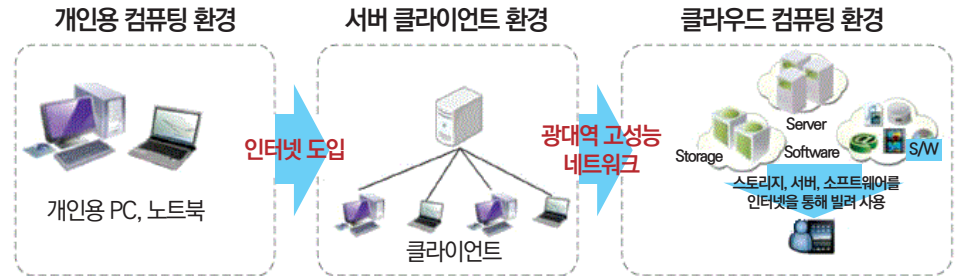 개인용 컴퓨팅 환경
서버 클라이언트 환경
클라우드 컴퓨팅 환경
개인용 PC, 노트북
인터넷 도입
클라이언트
광대역 고성능
네트워크
Server
Storage
Software
S/W
스토리지, 서버, 소프트웨어를
인터넷을 통해 빌려 사용